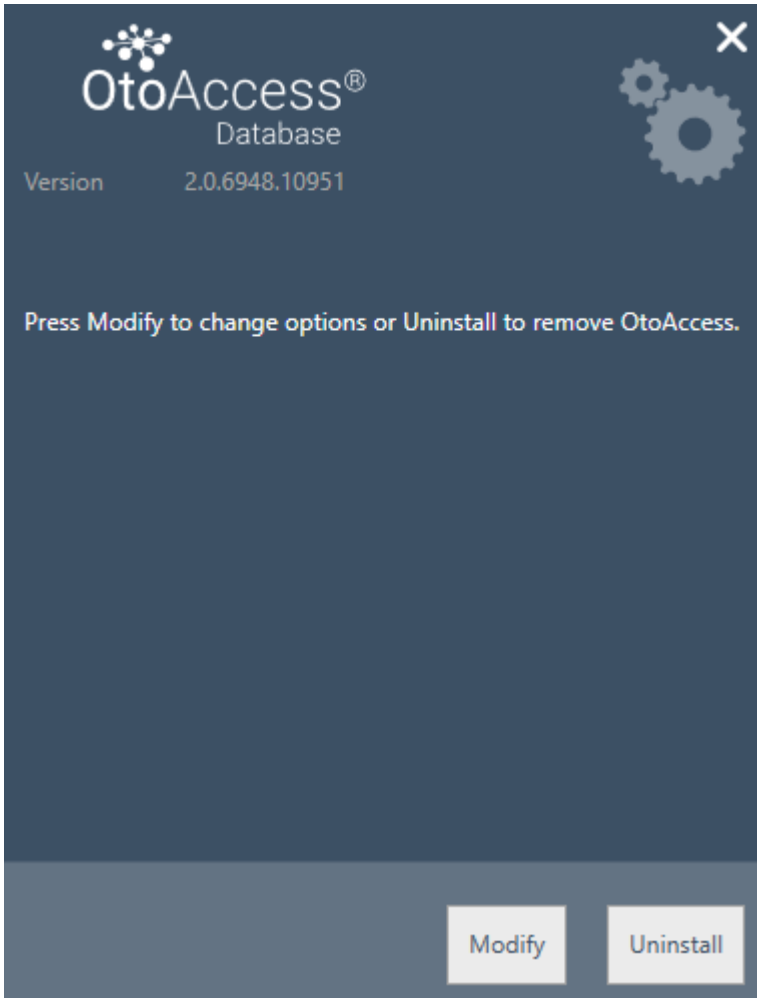 OtoAccess®
Database
Version 2.0.6948.10951
Press Modify to change options or Uninstall to remove OtoAccess.
Modify Uninstall